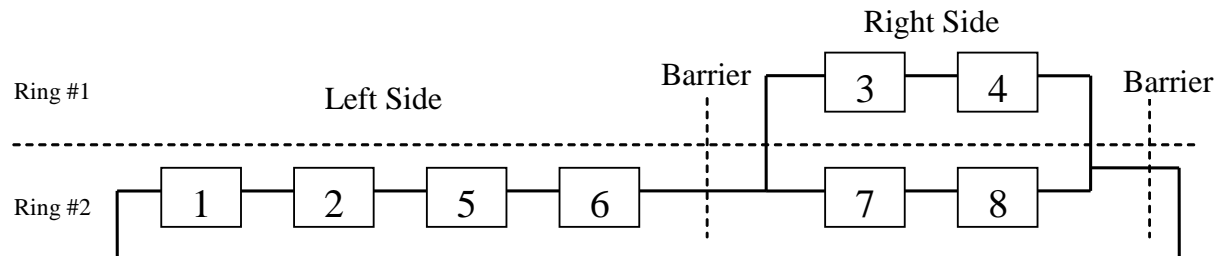 Right Side
Barrier
3 4
Barrier
Ring #1
Left Side
Ring #2
1 2 5 6
7 8